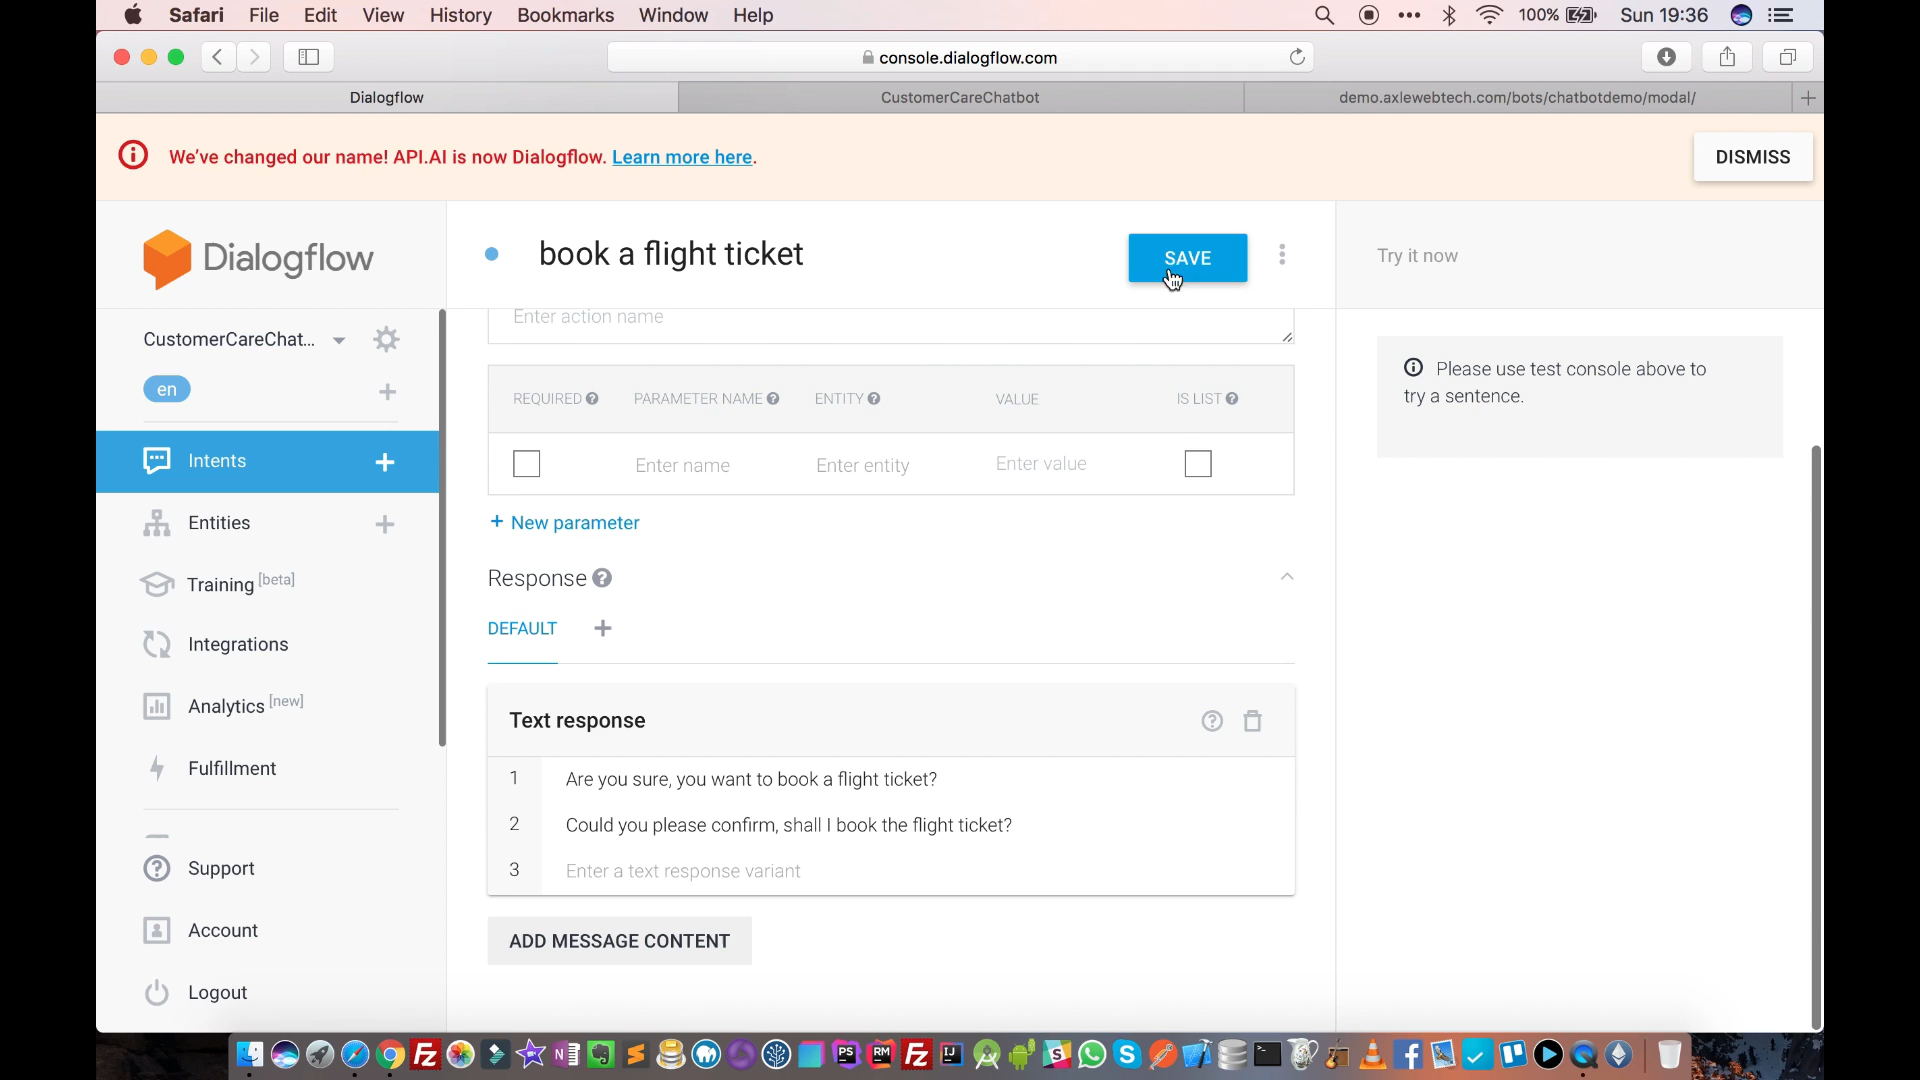 Safari File Edit View History Bookmarks Window Help 100% Sun 19:36
console.dialogflow.com
Dialogflow CustomerCareChatbot demo.axlewebtech.com/bots/chatbotdemo/modal/
We've changed our name! API.AI is now Dialogflow. Learn more here.
DISMISS
Dialogflow
book a flight ticket
SAVE
Try it now
CustomerCareChat...
en
Intents
Entities
Training [beta]
Integrations
Analytics [new]
Fulfillment
Support
Account
Logout
Enter action name
REQUIRED PARAMETER NAME ENTITY VALUE IS LIST
Enter name Enter entity Enter value
+ New parameter
Response
DEFAULT +
Text response
1 Are you sure, you want to book a flight ticket?
2 Could you please confirm, shall I book the flight ticket?
3 Enter a text response variant
ADD MESSAGE CONTENT
Please use test console above to
try a sentence.